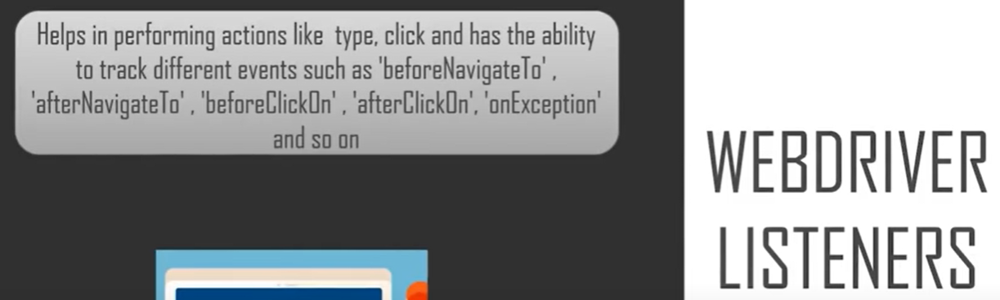 Helps in performing actions like type, click and has the ability
to track different events such as 'beforeNavigateTo' ,
'afterNavigateTo' , 'beforeClickOn' , 'afterClickOn', 'onException'
and so on
WEBDRIVER
LISTENERS